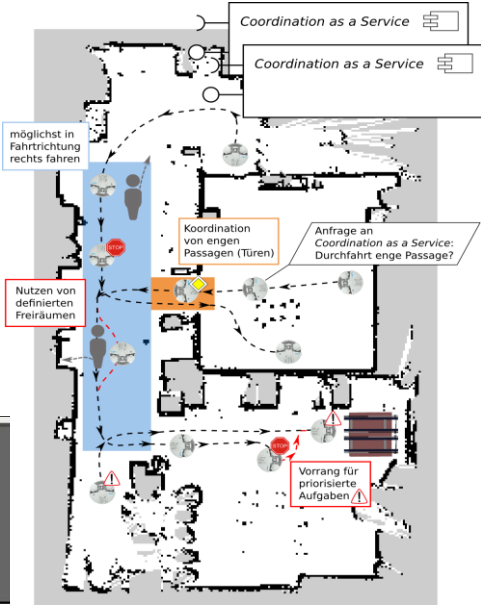 Coordination as a Service
Coordination as a Service
möglichst in
Fahrtrichtung
rechts fahren
Koordination
von engen
Passagen (Türen)
Anfrage an
Coordination as a Service:
Durchfahrt enge Passage?
STOP
Nutzen von
definierten
Freiräumen
!
STOP
!
Vorrang für
priorisierte
Aufgaben !